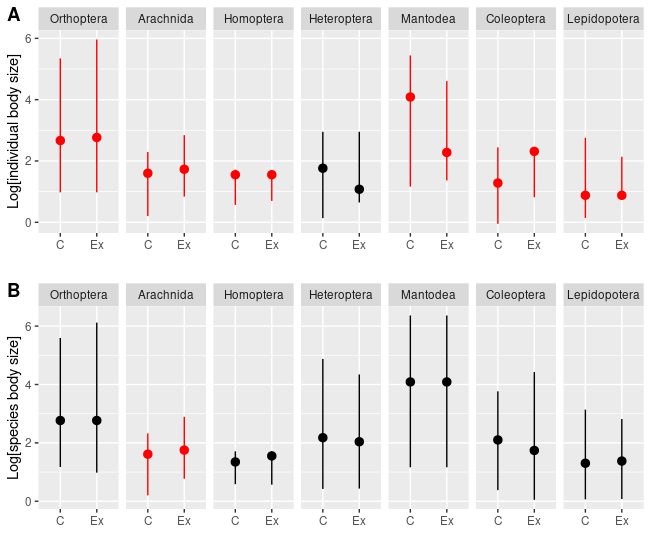 A
Orthoptera Arachnida Homoptera Heteroptera Mantodea Coleoptera Lepidopotera
Log[individual body size]
6
4
2
0
C Ex C Ex C Ex C Ex C Ex C Ex C Ex
B
Orthoptera Arachnida Homoptera Heteroptera Mantodea Coleoptera Lepidopotera
Log[species body size]
6
4
2
0
C Ex C Ex C Ex C Ex C Ex C Ex C Ex